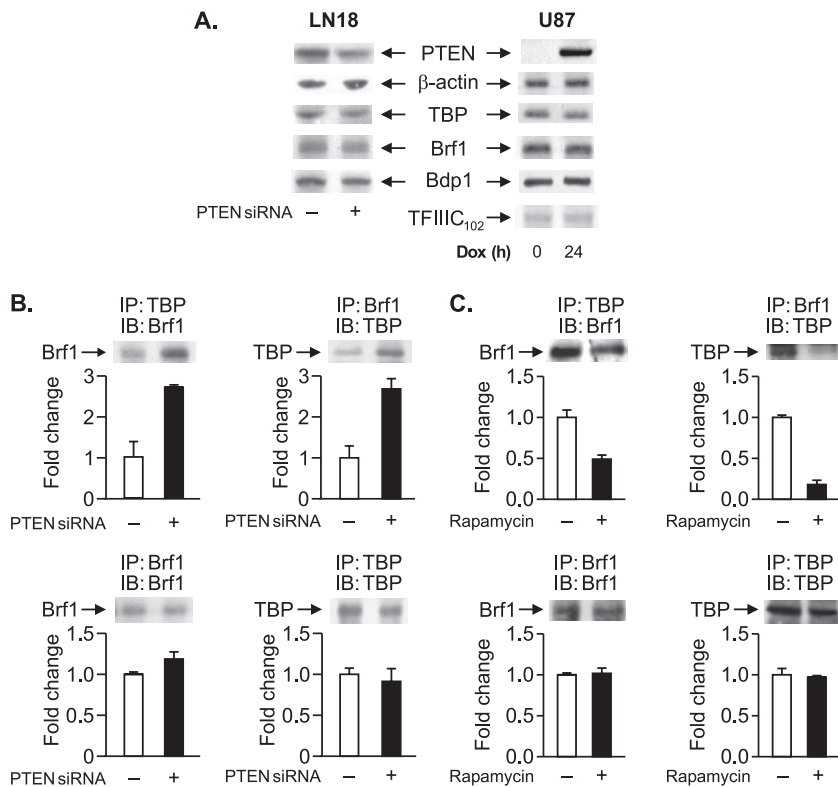 A.
LN18 U87
PTEN
β-actin
TBP
Brf1
Bdp1
PTEN siRNA – +
TFIIIC102
Dox (h) 0 24
B.
IP: TBP
IB: Brf1
Brf1
Fold change
3
2
1
0
PTEN siRNA – +
IP: Brf1
IB: TBP
TBP
Fold change
3
2
1
0
PTEN siRNA – +
C.
IP: TBP
IB: Brf1
Brf1
Fold change
1.5
1.0
0.5
0
Rapamycin – +
IP: Brf1
IB: TBP
TBP
Fold change
1.5
1.0
0.5
0
Rapamycin – +
IP: Brf1
IB: Brf1
Brf1
Fold change
1.5
1.0
0.5
0
PTEN siRNA – +
IP: TBP
IB: TBP
TBP
Fold change
1.5
1.0
0.5
0
PTEN siRNA – +
IP: Brf1
IB: Brf1
Brf1
Fold change
1.5
1.0
0.5
0
Rapamycin – +
IP: TBP
IB: TBP
TBP
Fold change
1.5
1.0
0.5
0
Rapamycin – +